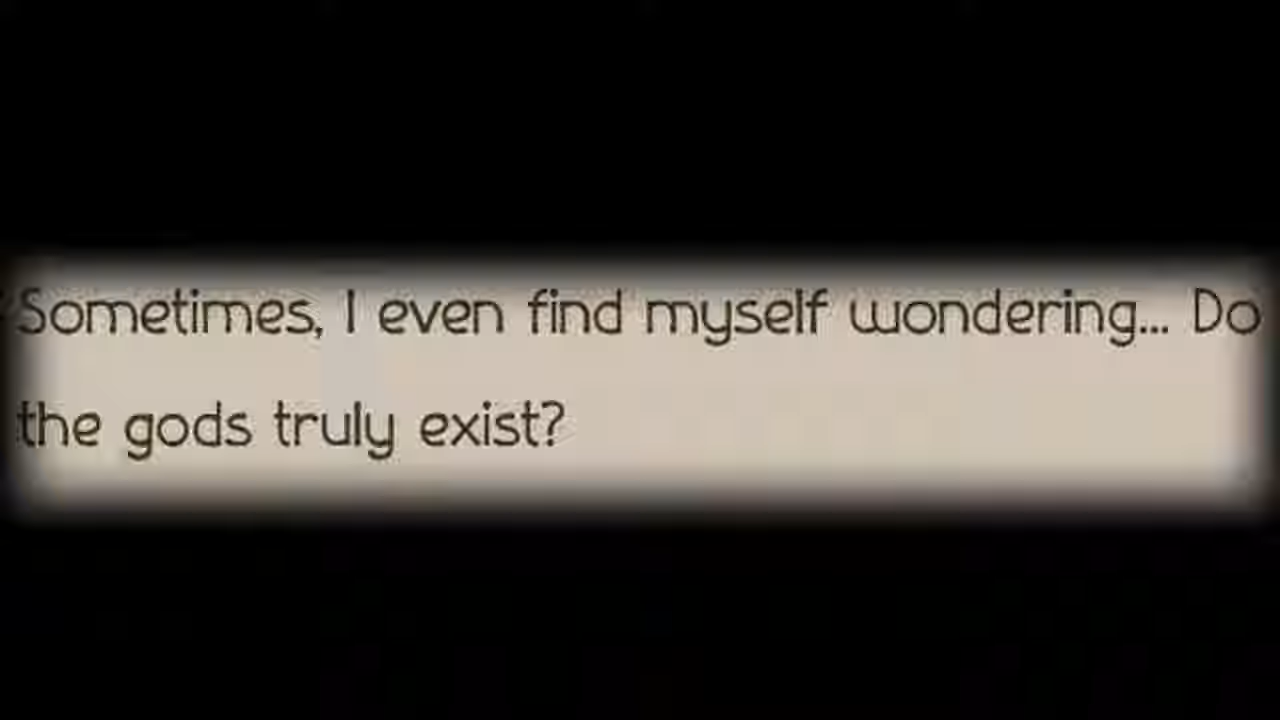 Sometimes, I even find myself wondering... Do
the gods truly exist?